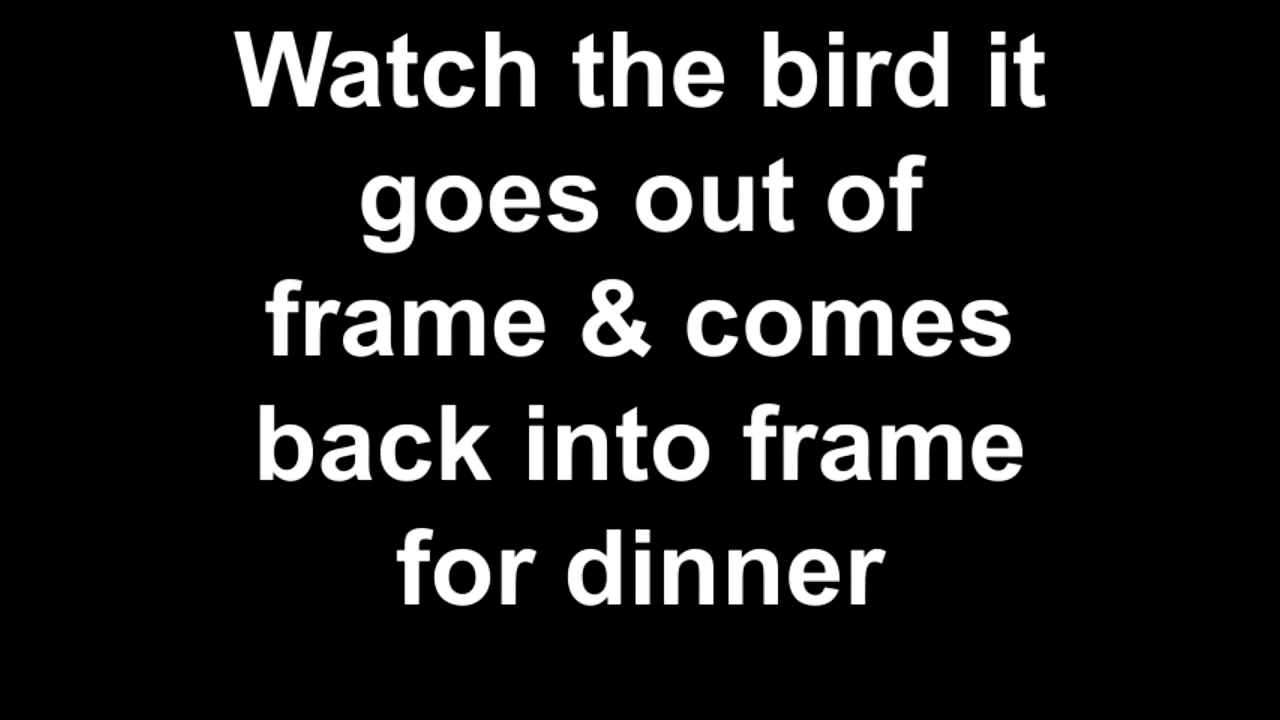 Watch the bird it
goes out of
frame & comes
back into frame
for dinner